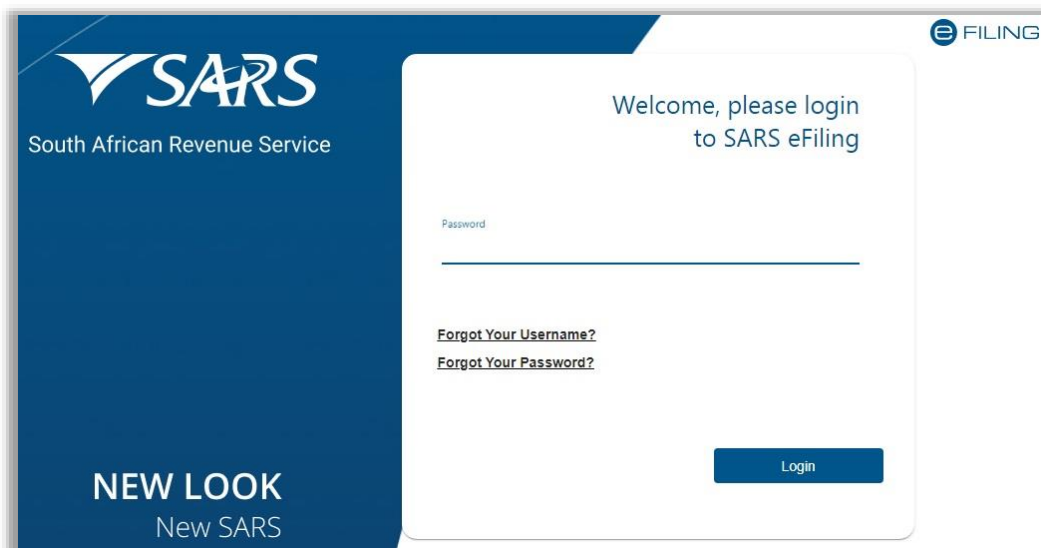 SARS
South African Revenue Service
e FILING
Welcome, please login
to SARS eFiling
Password
Forgot Your Username?
Forgot Your Password?
Login
NEW LOOK
New SARS